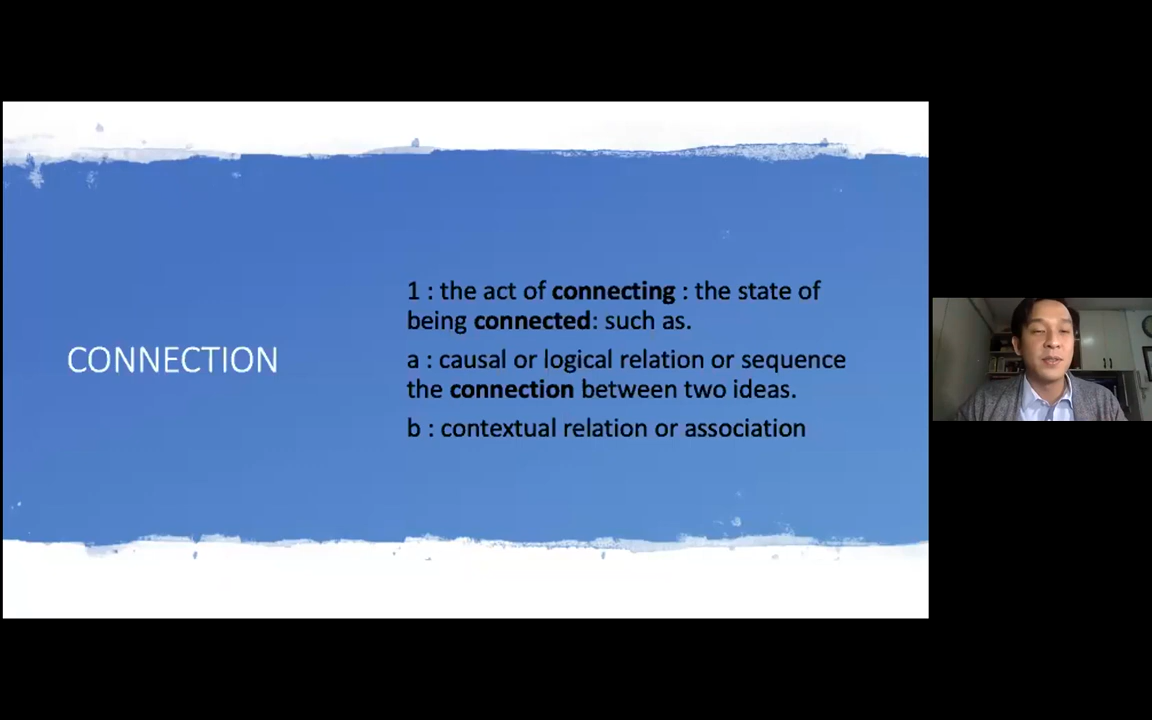 CONNECTION
1 : the act of connecting : the state of
being connected: such as.
a : causal or logical relation or sequence
the connection between two ideas.
b : contextual relation or association